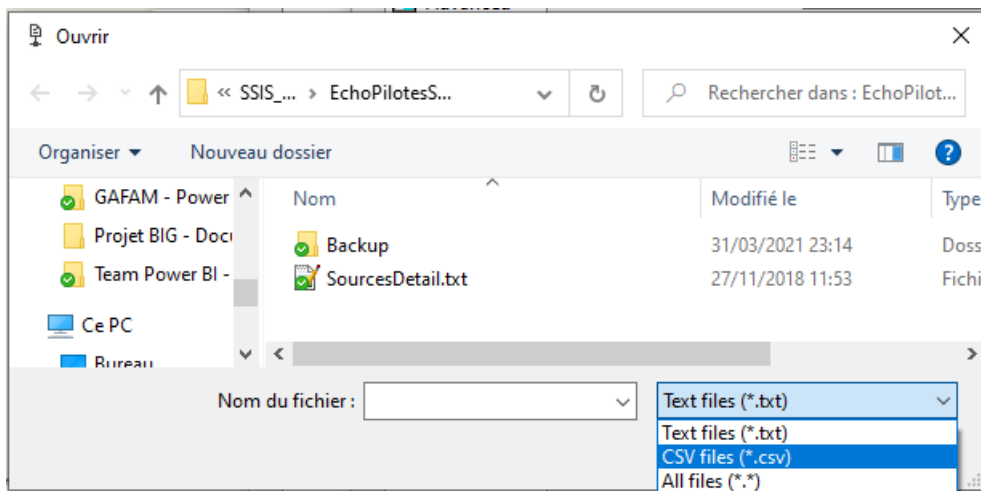 Ouvrir
« SSIS_... › EchoPilotesS...
Rechercher dans : EchoPilot...
Organiser
Nouveau dossier
GAFAM - Power
Projet BIG - Docu
Team Power BI -
Ce PC
Bureau
Nom
Modifié le
Type
Backup
31/03/2021 23:14
Doss
SourcesDetail.txt
27/11/2018 11:53
Fichi
Nom du fichier :
Text files (*.txt)
Text files (*.txt)
CSV files (*.csv)
All files (*.*)